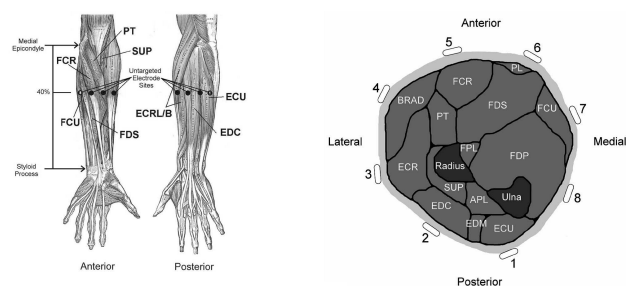 Medial
Epicondyle
PT
SUP
FCR
Untargeted
Electrode
Sites
40%
FCU
FDS
ECRL/B
ECU
EDC
Styloid
Process
Anterior
Posterior
Anterior
5
6
PL
FCR
4
BRAD
FDS
FCU
7
PT
Lateral
Medial
FPL
FDP
ECR
Radius
3
SUP
8
APL
Ulna
EDC
EDM
ECU
2
1
Posterior